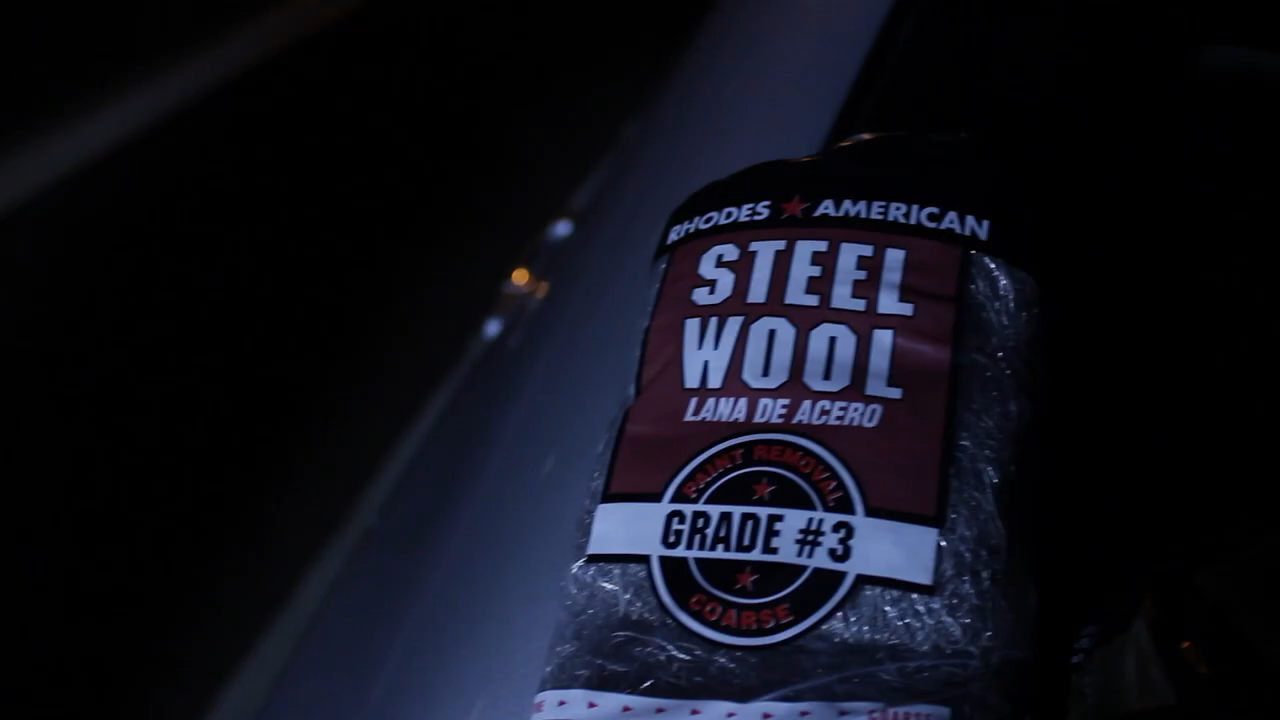 RHODES ★ AMERICAN
STEEL
WOOL
LANA DE ACERO
PAINT REMOVAL
GRADE #3
COARSE